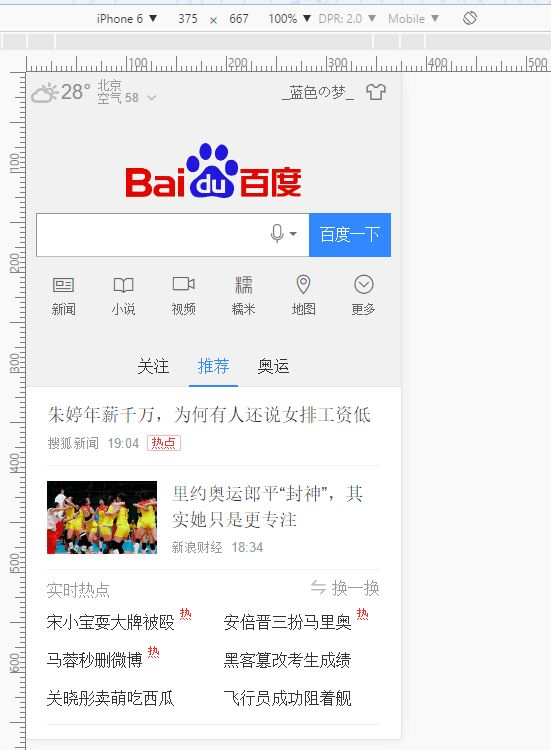 iPhone 6 ▼ 375 × 667 100% ▼ DPR: 2.0 ▼ Mobile ▼
100 200 300 400 500
100
200
300
400
500
600
28° 北京
空气 58
_蓝色の梦_
Bai du 百度
百度一下
新闻 小说 视频 糯米 地图 更多
糯
关注 推荐 奥运
朱婷年薪千万，为何有人还说女排工资低
搜狐新闻 19:04 热点
里约奥运郎平“封神”，其
实她只是更专注
新浪财经 18:34
实时热点 换一换
宋小宝耍大牌被殴 热 安倍晋三扮马里奥 热
马蓉秒删微博 热 黑客篡改考生成绩
关晓彤卖萌吃西瓜 飞行员成功阻着舰